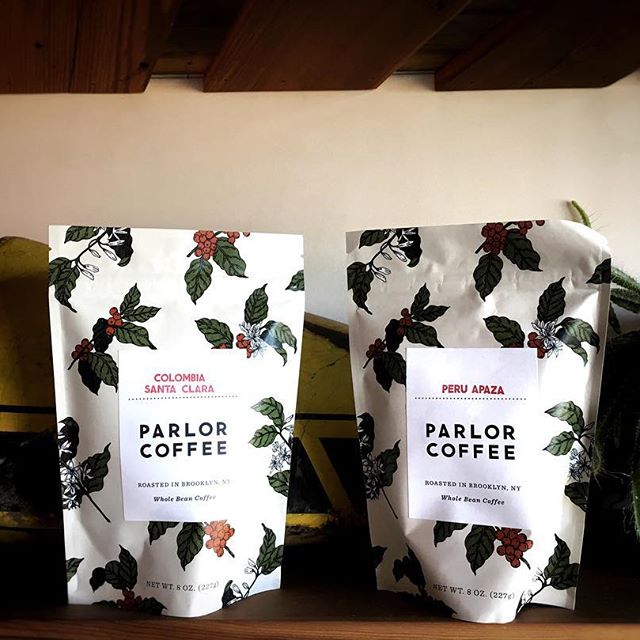 COLOMBIA
SANTA CLARA
PARLOR
COFFEE
ROASTED IN BROOKLYN, NY
Whole Bean Coffee
NET WT. 8 OZ. (227g)
PERU APAZA
PARLOR
COFFEE
ROASTED IN BROOKLYN, NY
Whole Bean Coffee
NET WT. 8 OZ. (227g)